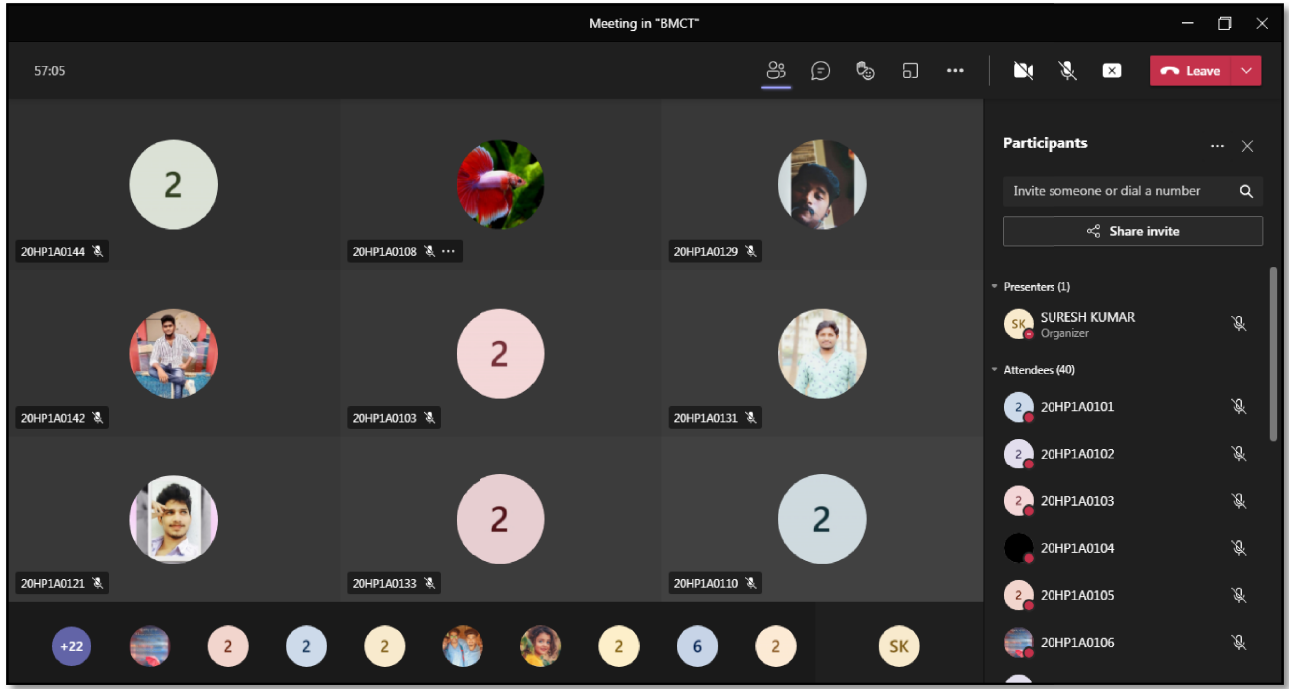 Meeting in "BMCT"
57:05
Leave
2
20HP1A0144
20HP1A0108
20HP1A0129
20HP1A0142
2
20HP1A0103
20HP1A0131
20HP1A0121
2
20HP1A0133
2
20HP1A0110
+22
2
2
2
2
6
2
SK
Participants
Invite someone or dial a number
Share invite
Presenters (1)
SK
SURESH KUMAR
Organizer
Attendees (40)
2 20HP1A0101
2 20HP1A0102
2 20HP1A0103
20HP1A0104
2 20HP1A0105
20HP1A0106